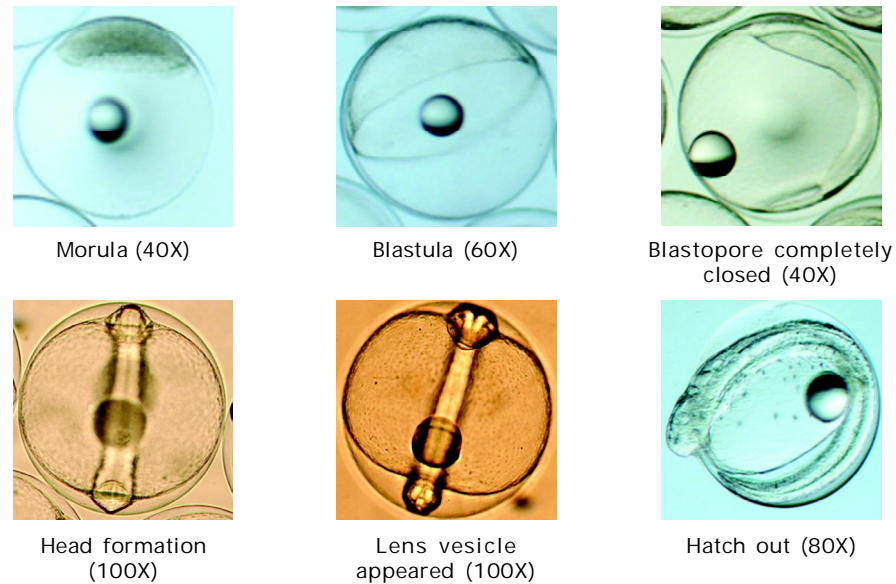 Morula (40X)
Blastula (60X)
Blastopore completely
closed (40X)
Head formation
(100X)
Lens vesicle
appeared (100X)
Hatch out (80X)